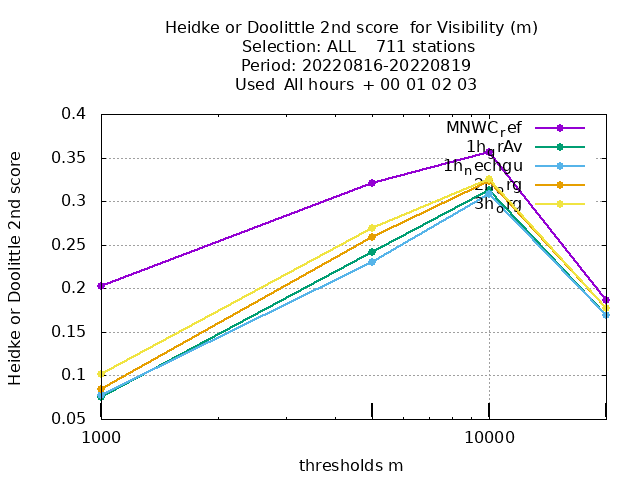 Heidke or Doolittle 2nd score  for Visibility (m)
Selection: ALL    711 stations
Period: 20220816-20220819
Used  All hours  + 00 01 02 03
0.4
0.35
0.3
0.25
0.2
0.15
0.1
0.05
1000
10000
thresholds m
Heidke or Doolittle 2nd score
MNWC_ref
1h_grAv
1h_nechgu
2h_org
3h_org